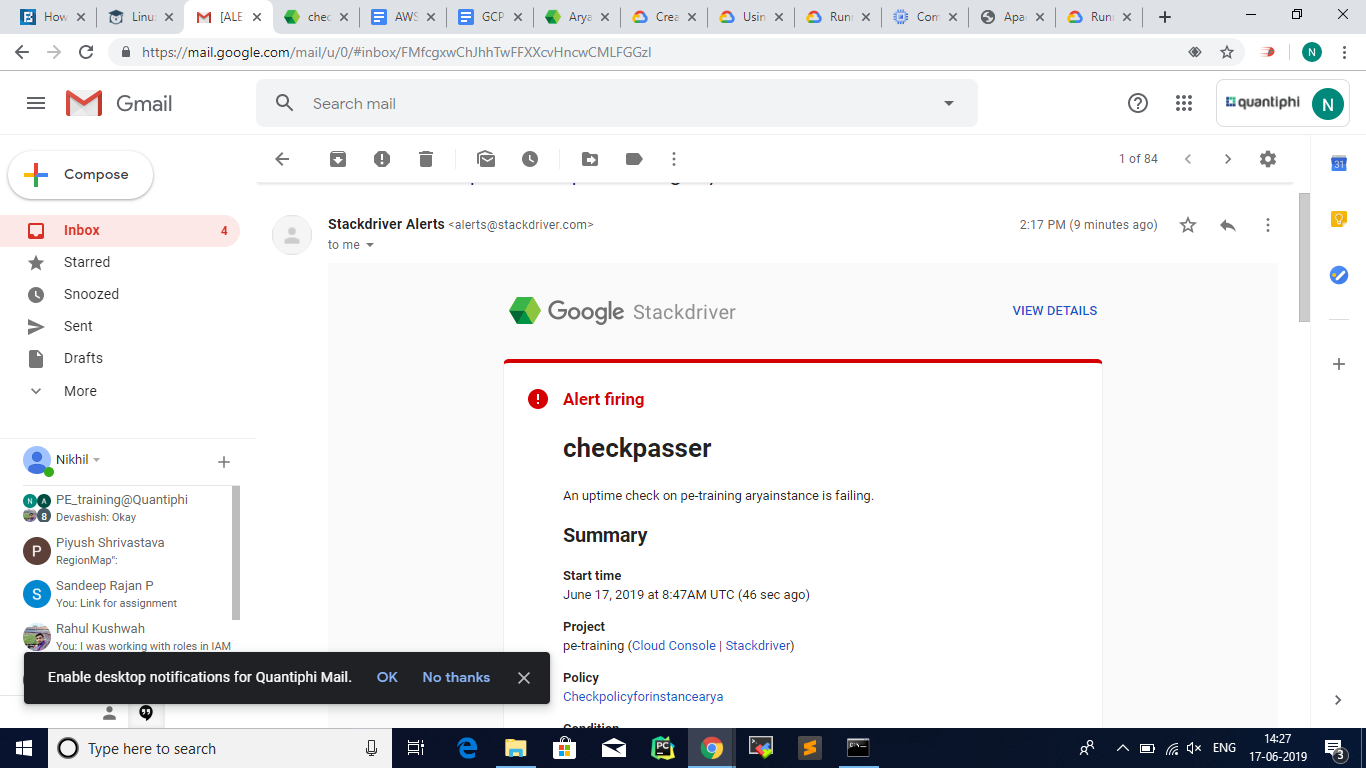 How
Linu
[ALE
chec
AWS
GCP
Arya
Crea
Usin
Runn
Com
Apac
Runn
https://mail.google.com/mail/u/0/#inbox/FMfcgxwChJhhTwFFXXcvHncwCMLFGGzl
N
Gmail
Search mail
quantiphi
N
Compose
1 of 84
31
Inbox 4
Starred
Snoozed
Sent
Drafts
More
Stackdriver Alerts <alerts@stackdriver.com>
2:17 PM (9 minutes ago)
to me
Google Stackdriver
VIEW DETAILS
Alert firing
checkpasser
An uptime check on pe-training aryainstance is failing.
Summary
Start time
June 17, 2019 at 8:47AM UTC (46 sec ago)
Project
pe-training (Cloud Console | Stackdriver)
Policy
Checkpolicyforinstancearya
Condition
Nikhil
N A
B
PE_training@Quantiphi
Devashish: Okay
P
Piyush Shrivastava
RegionMap":
S
Sandeep Rajan P
You: Link for assignment
Rahul Kushwah
You: I was working with roles in IAM
Enable desktop notifications for Quantiphi Mail. OK No thanks
Type here to search
PC
ENG
14:27
17-06-2019
3